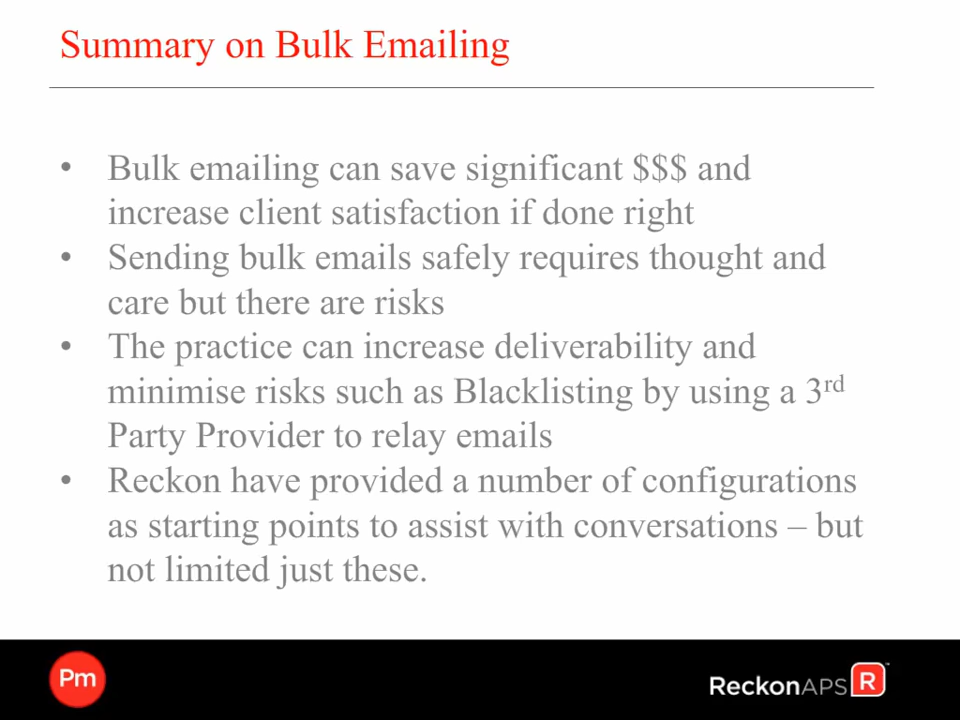 Summary on Bulk Emailing
• Bulk emailing can save significant $$$ and
increase client satisfaction if done right
• Sending bulk emails safely requires thought and
care but there are risks
• The practice can increase deliverability and
minimise risks such as Blacklisting by using a 3rd
Party Provider to relay emails
• Reckon have provided a number of configurations
as starting points to assist with conversations – but
not limited just these.
Pm
ReckonAPS R™